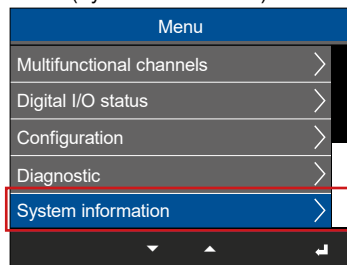 Menu
Multifunctional channels
Digital I/O status
Configuration
Diagnostic
System information